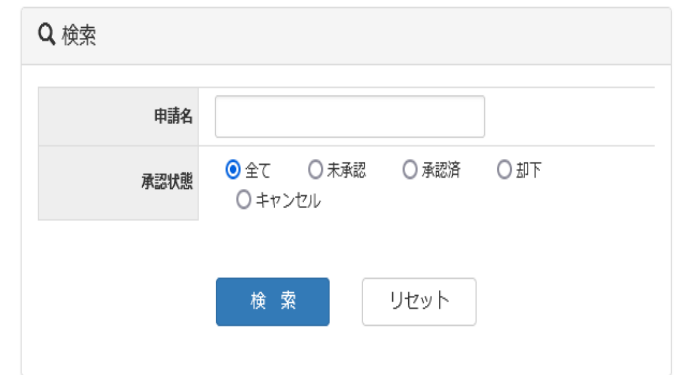 検索
申請名
承認状態 全て 未承認 承認済 却下
キャンセル
検 索 リセット